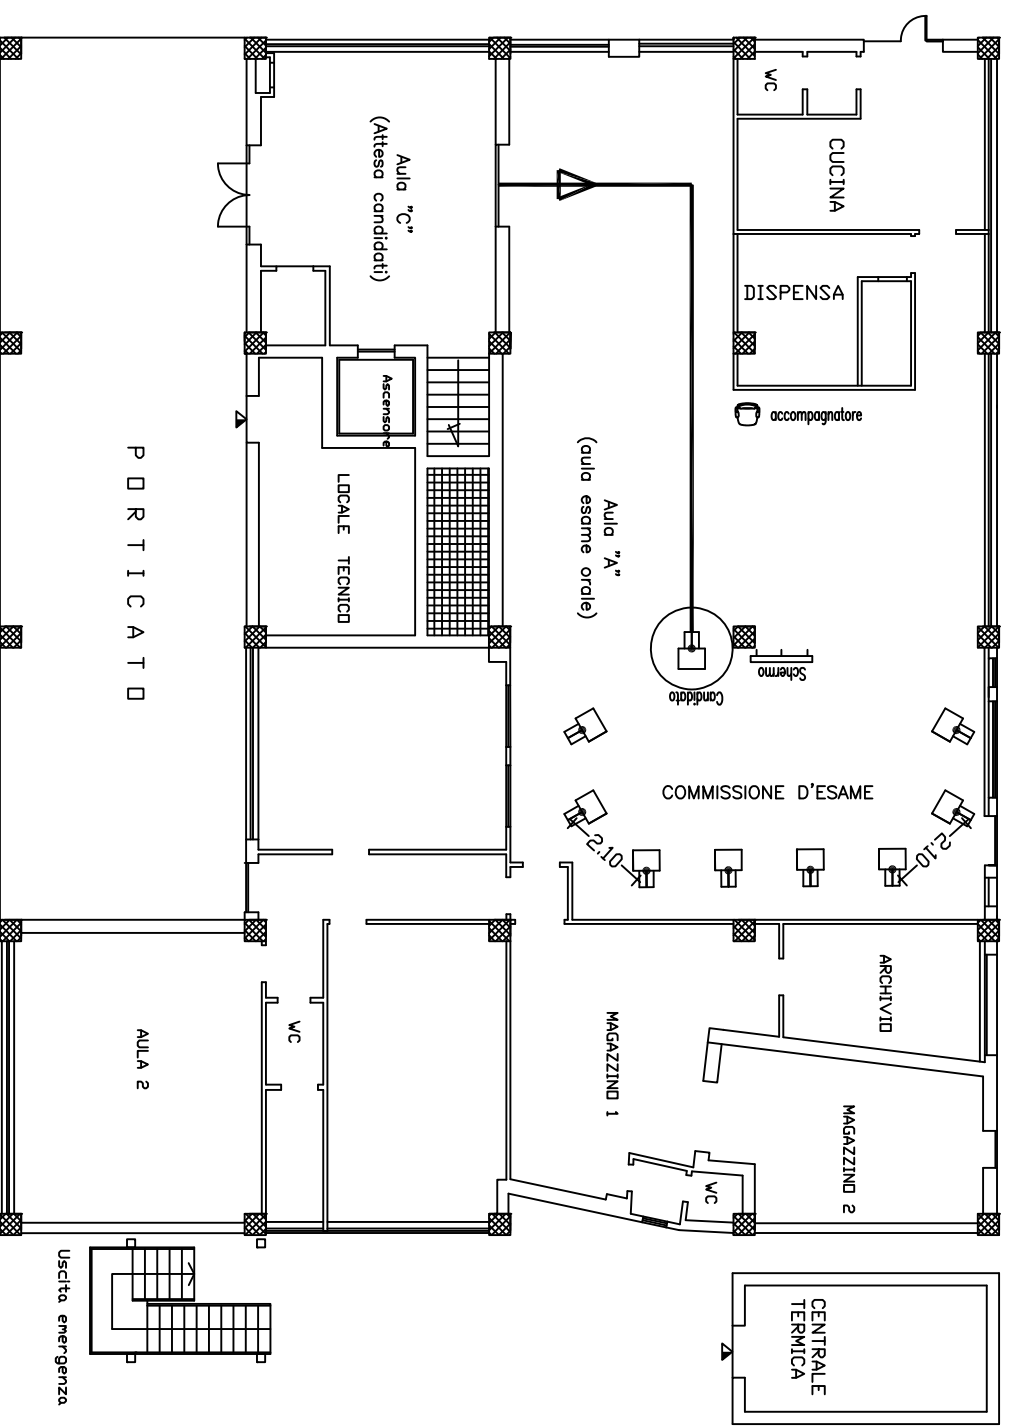 WC
CUCINA
Aula "C"
(Attesa candidati)
DISPENSA
Ascensore
accompagnatore
PORTICATO
LOCALE TECNICO
Aula "A"
(aula esame orale)
Schermo
Candidato
COMMISSIONE D'ESAME
2.10
2.10
ARCHIVIO
AULA 2
WC
MAGAZZINO 1
MAGAZZINO 2
WC
Uscita emergenza
CENTRALE
TERMICA